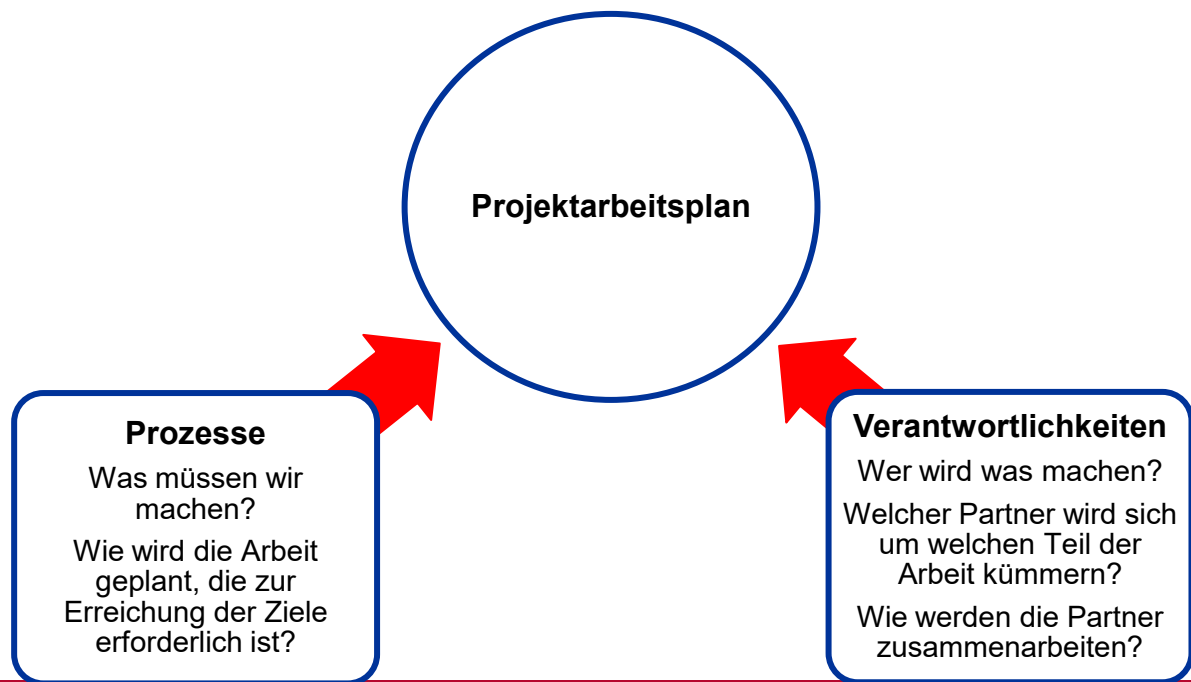 Projektarbeitsplan
Prozesse
Was müssen wir
machen?
Wie wird die Arbeit
geplant, die zur
Erreichung der Ziele
erforderlich ist?
Verantwortlichkeiten
Wer wird was machen?
Welcher Partner wird sich
um welchen Teil der
Arbeit kümmern?
Wie werden die Partner
zusammenarbeiten?